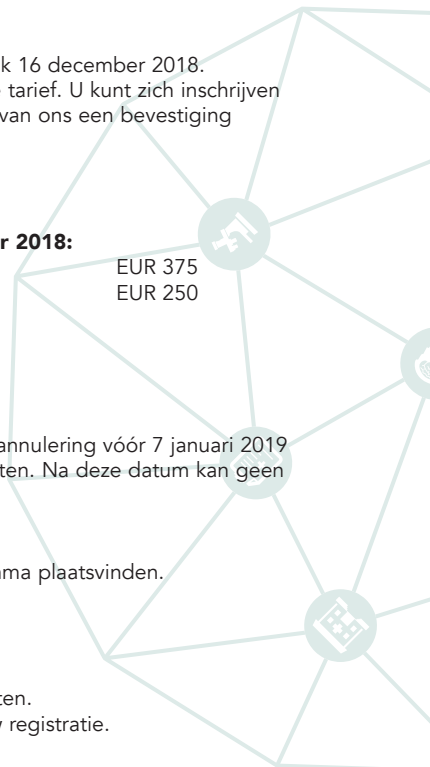 k 16 december 2018.
tarief. U kunt zich inschrijven
van ons een bevestiging
r 2018:
EUR 375
EUR 250
annulering vóór 7 januari 2019
ten. Na deze datum kan geen
ma plaatsvinden.
ten.
registratie.